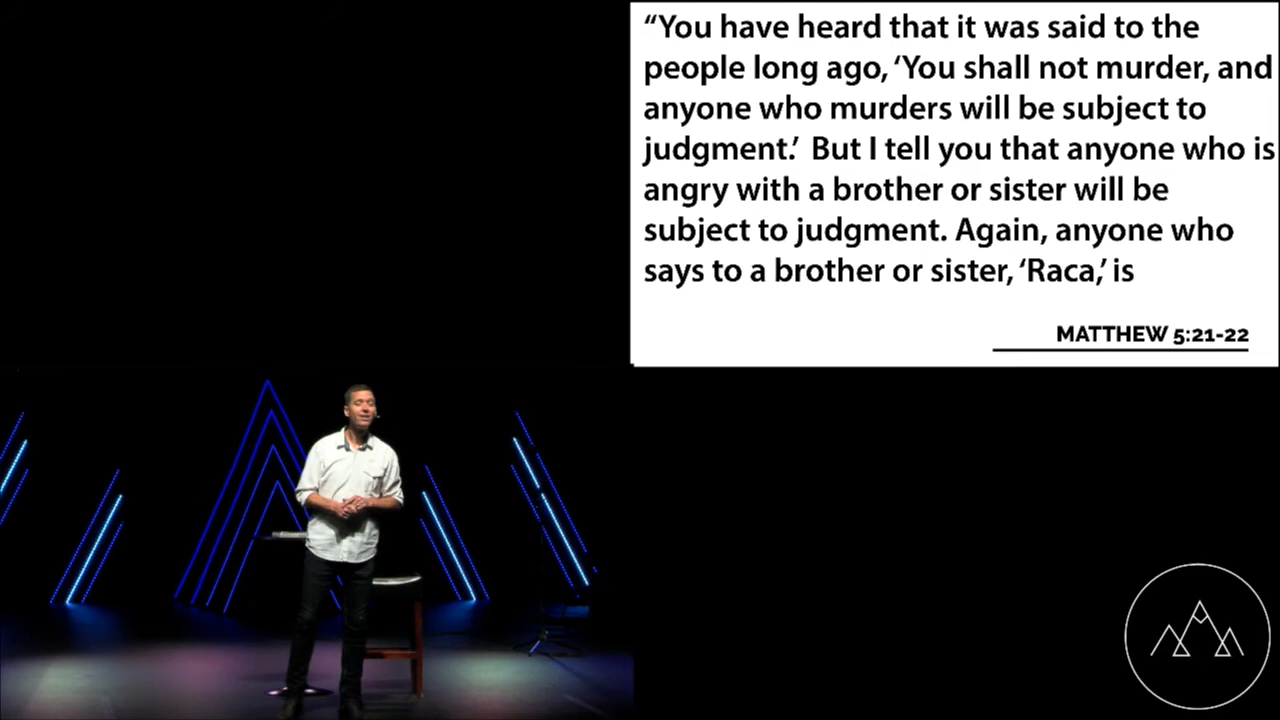 “You have heard that it was said to the
people long ago, ‘You shall not murder, and
anyone who murders will be subject to
judgment.’ But I tell you that anyone who is
angry with a brother or sister will be
subject to judgment. Again, anyone who
says to a brother or sister, ‘Raca,’ is
MATTHEW 5:21-22